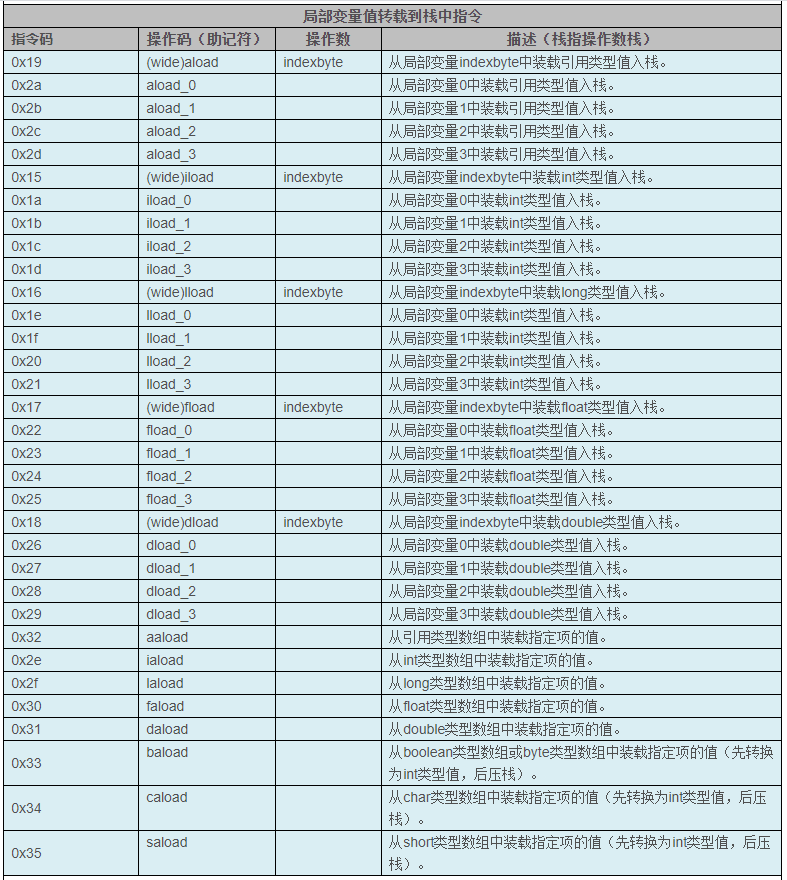 局部变量值转载到栈中指令
指令码 操作码（助记符） 操作数 描述（栈指操作数栈）
0x19 (wide)aload indexbyte 从局部变量indexbyte中装载引用类型值入栈。
0x2a aload_0 从局部变量0中装载引用类型值入栈。
0x2b aload_1 从局部变量1中装载引用类型值入栈。
0x2c aload_2 从局部变量2中装载引用类型值入栈。
0x2d aload_3 从局部变量3中装载引用类型值入栈。
0x15 (wide)iload indexbyte 从局部变量indexbyte中装载int类型值入栈。
0x1a iload_0 从局部变量0中装载int类型值入栈。
0x1b iload_1 从局部变量1中装载int类型值入栈。
0x1c iload_2 从局部变量2中装载int类型值入栈。
0x1d iload_3 从局部变量3中装载int类型值入栈。
0x16 (wide)lload indexbyte 从局部变量indexbyte中装载long类型值入栈。
0x1e lload_0 从局部变量0中装载int类型值入栈。
0x1f lload_1 从局部变量1中装载int类型值入栈。
0x20 lload_2 从局部变量2中装载int类型值入栈。
0x21 lload_3 从局部变量3中装载int类型值入栈。
0x17 (wide)fload indexbyte 从局部变量indexbyte中装载float类型值入栈。
0x22 fload_0 从局部变量0中装载float类型值入栈。
0x23 fload_1 从局部变量1中装载float类型值入栈。
0x24 fload_2 从局部变量2中装载float类型值入栈。
0x25 fload_3 从局部变量3中装载float类型值入栈。
0x18 (wide)dload indexbyte 从局部变量indexbyte中装载double类型值入栈。
0x26 dload_0 从局部变量0中装载double类型值入栈。
0x27 dload_1 从局部变量1中装载double类型值入栈。
0x28 dload_2 从局部变量2中装载double类型值入栈。
0x29 dload_3 从局部变量3中装载double类型值入栈。
0x32 aaload 从引用类型数组中装载指定项的值。
0x2e iaload 从int类型数组中装载指定项的值。
0x2f laload 从long类型数组中装载指定项的值。
0x30 faload 从float类型数组中装载指定项的值。
0x31 daload 从double类型数组中装载指定项的值。
0x33 baload 从boolean类型数组或byte类型数组中装载指定项的值（先转换
为int类型值，后压栈）。
0x34 caload 从char类型数组中装载指定项的值（先转换为int类型值，后压
栈）。
0x35 saload 从short类型数组中装载指定项的值（先转换为int类型值，后压
栈）。